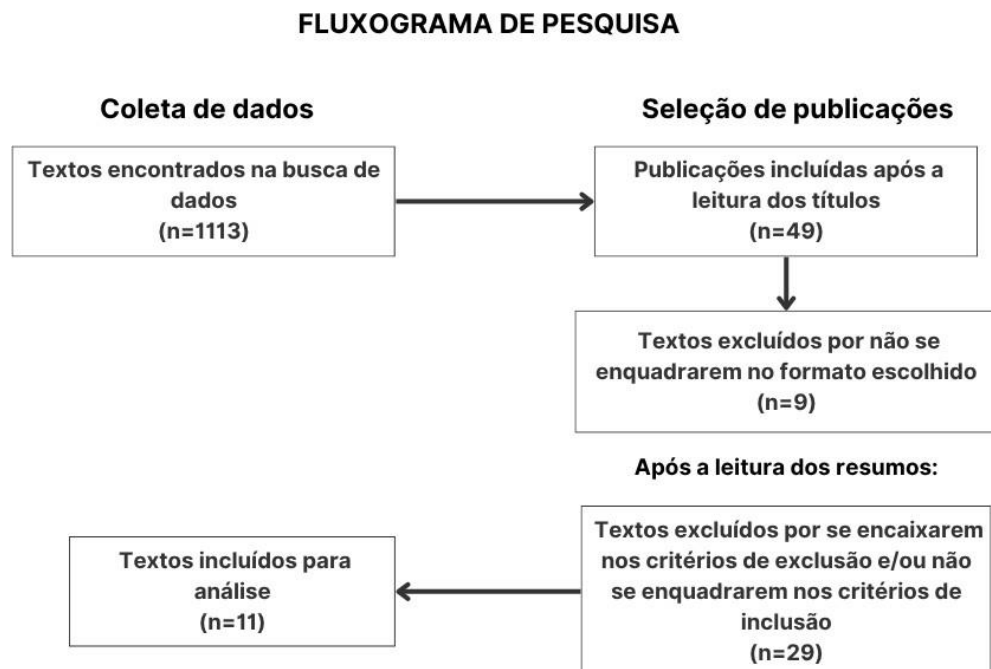 FLUXOGRAMA DE PESQUISA
Coleta de dados
Seleção de publicações
Textos encontrados na busca de
dados
(n=1113)
Publicações incluídas após a
leitura dos títulos
(n=49)
Textos excluídos por não se
enquadrarem no formato escolhido
(n=9)
Após a leitura dos resumos:
Textos excluídos por se encaixarem
nos critérios de exclusão e/ou não
se enquadrarem nos critérios de
inclusão
(n=29)
Textos incluídos para
análise
(n=11)